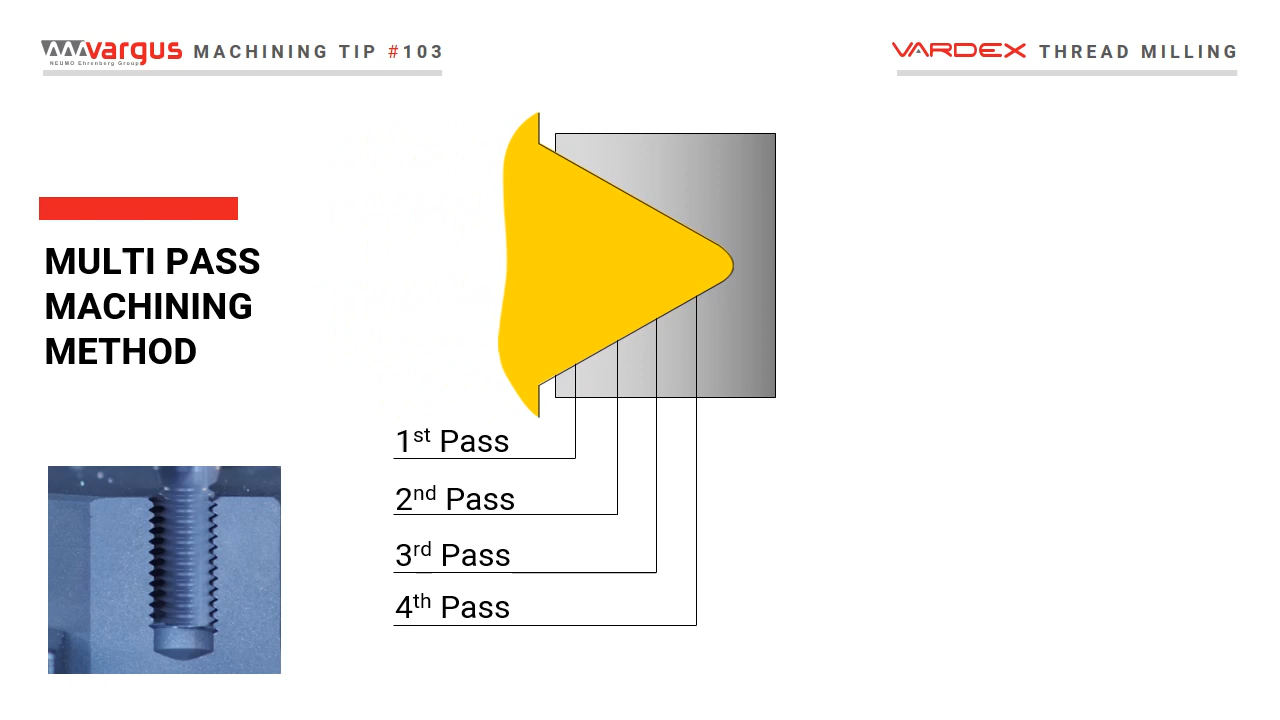 vargus MACHINING TIP #103
NEUMO Ehrenberg Group
VARDEX THREAD MILLING
MULTI PASS
MACHINING
METHOD
1st Pass
2nd Pass
3rd Pass
4th Pass